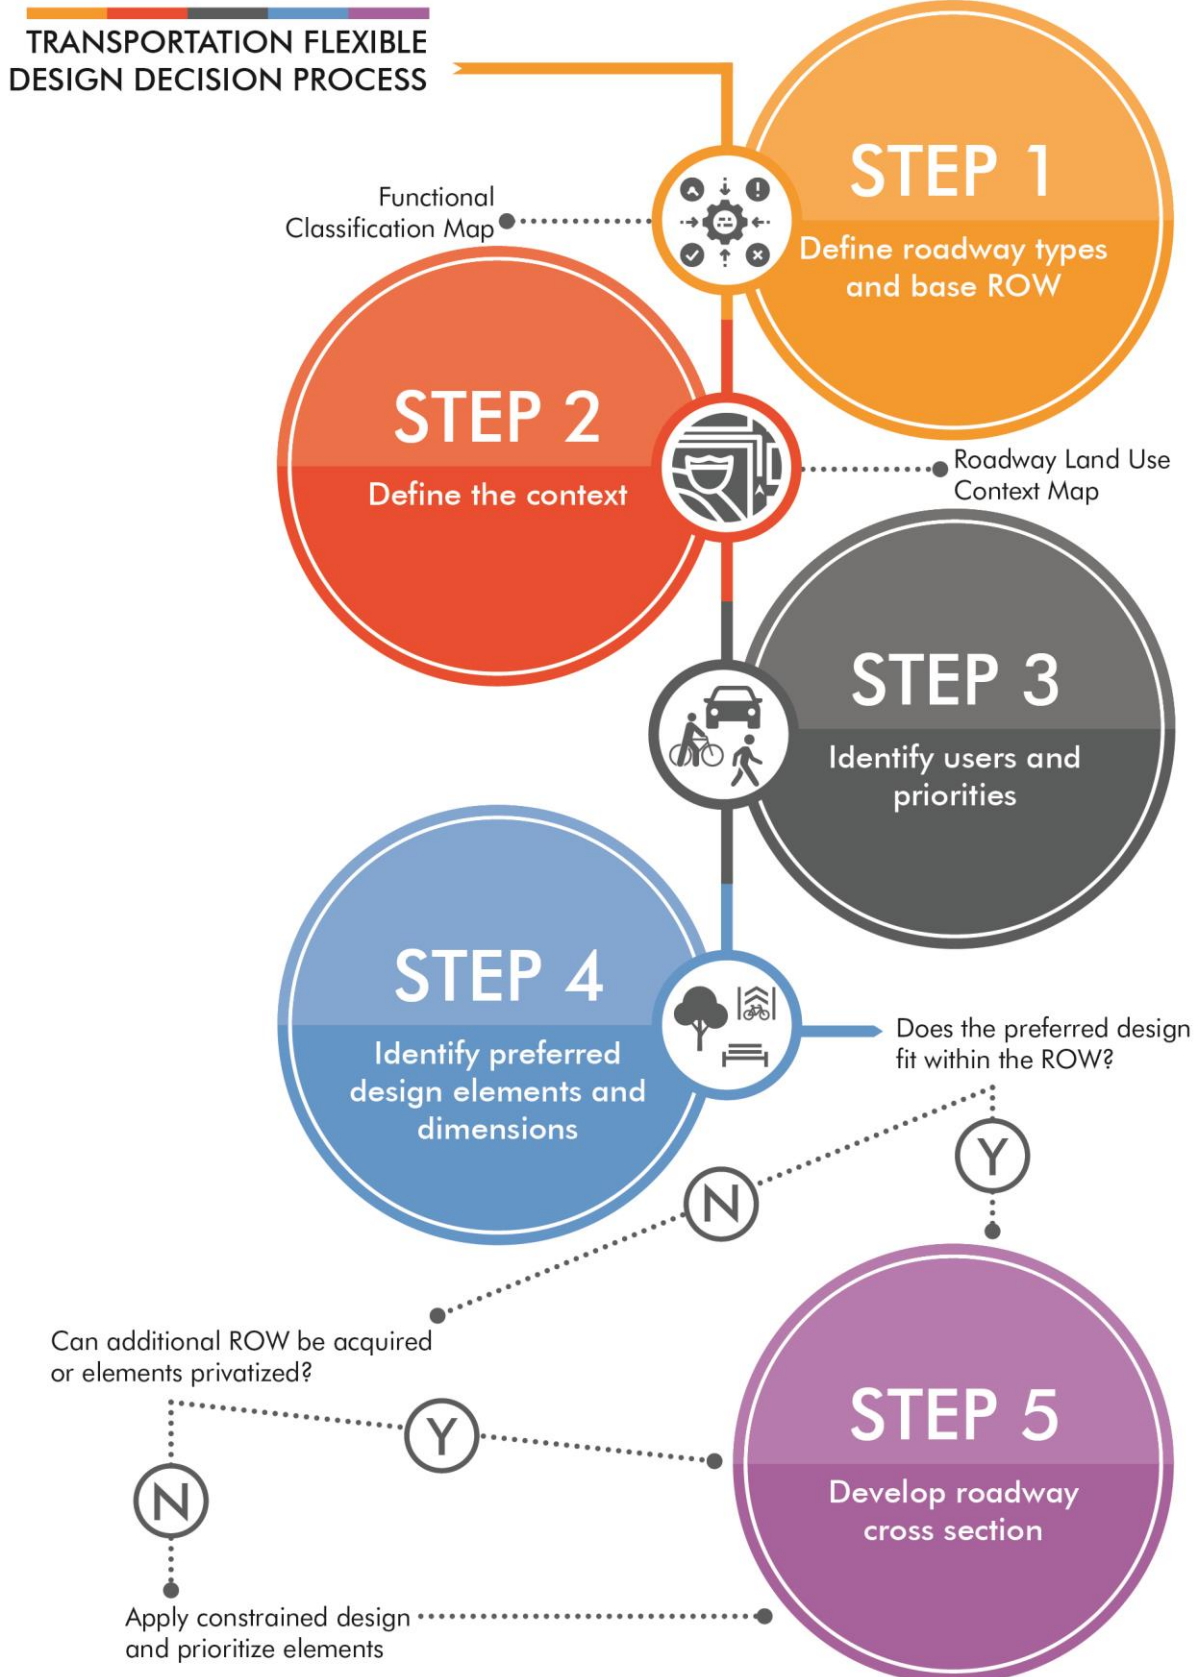 TRANSPORTATION FLEXIBLE
DESIGN DECISION PROCESS
STEP 1
Define roadway types
and base ROW
Functional
Classification Map
STEP 2
Define the context
Roadway Land Use
Context Map
STEP 3
Identify users and
priorities
STEP 4
Identify preferred
design elements and
dimensions
Does the preferred design
fit within the ROW?
Y
N
Can additional ROW be acquired
or elements privatized?
Y
N
STEP 5
Develop roadway
cross section
Apply constrained design
and prioritize elements